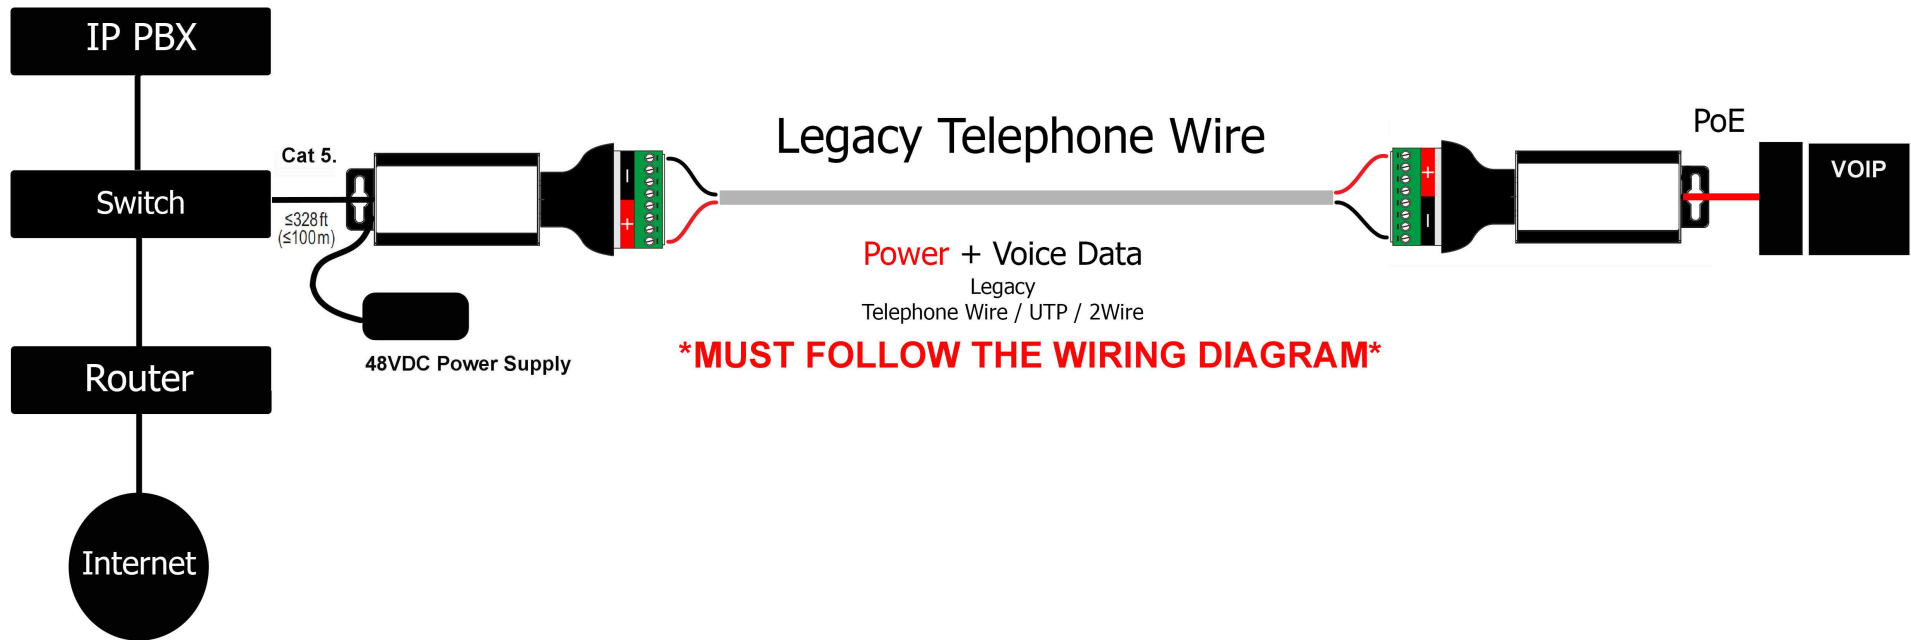 IP PBX
Switch
Router
Internet
Cat 5.
≤328ft
(≤100m)
48VDC Power Supply
−
+
Legacy Telephone Wire
Power + Voice Data
Legacy
Telephone Wire / UTP / 2Wire
*MUST FOLLOW THE WIRING DIAGRAM*
+
−
PoE
VOIP